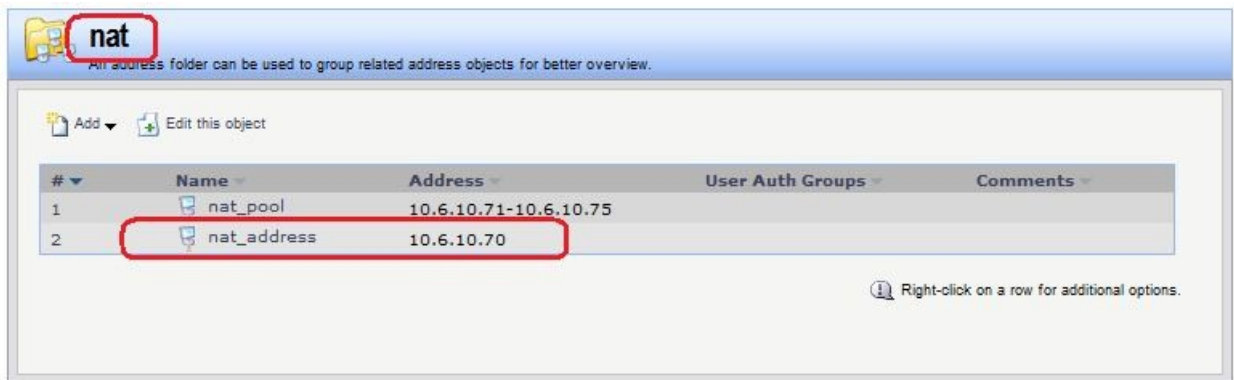 nat
An address folder can be used to group related address objects for better overview.
Add Edit this object
# Name Address User Auth Groups Comments
1 nat_pool 10.6.10.71-10.6.10.75
2 nat_address 10.6.10.70
Right-click on a row for additional options.